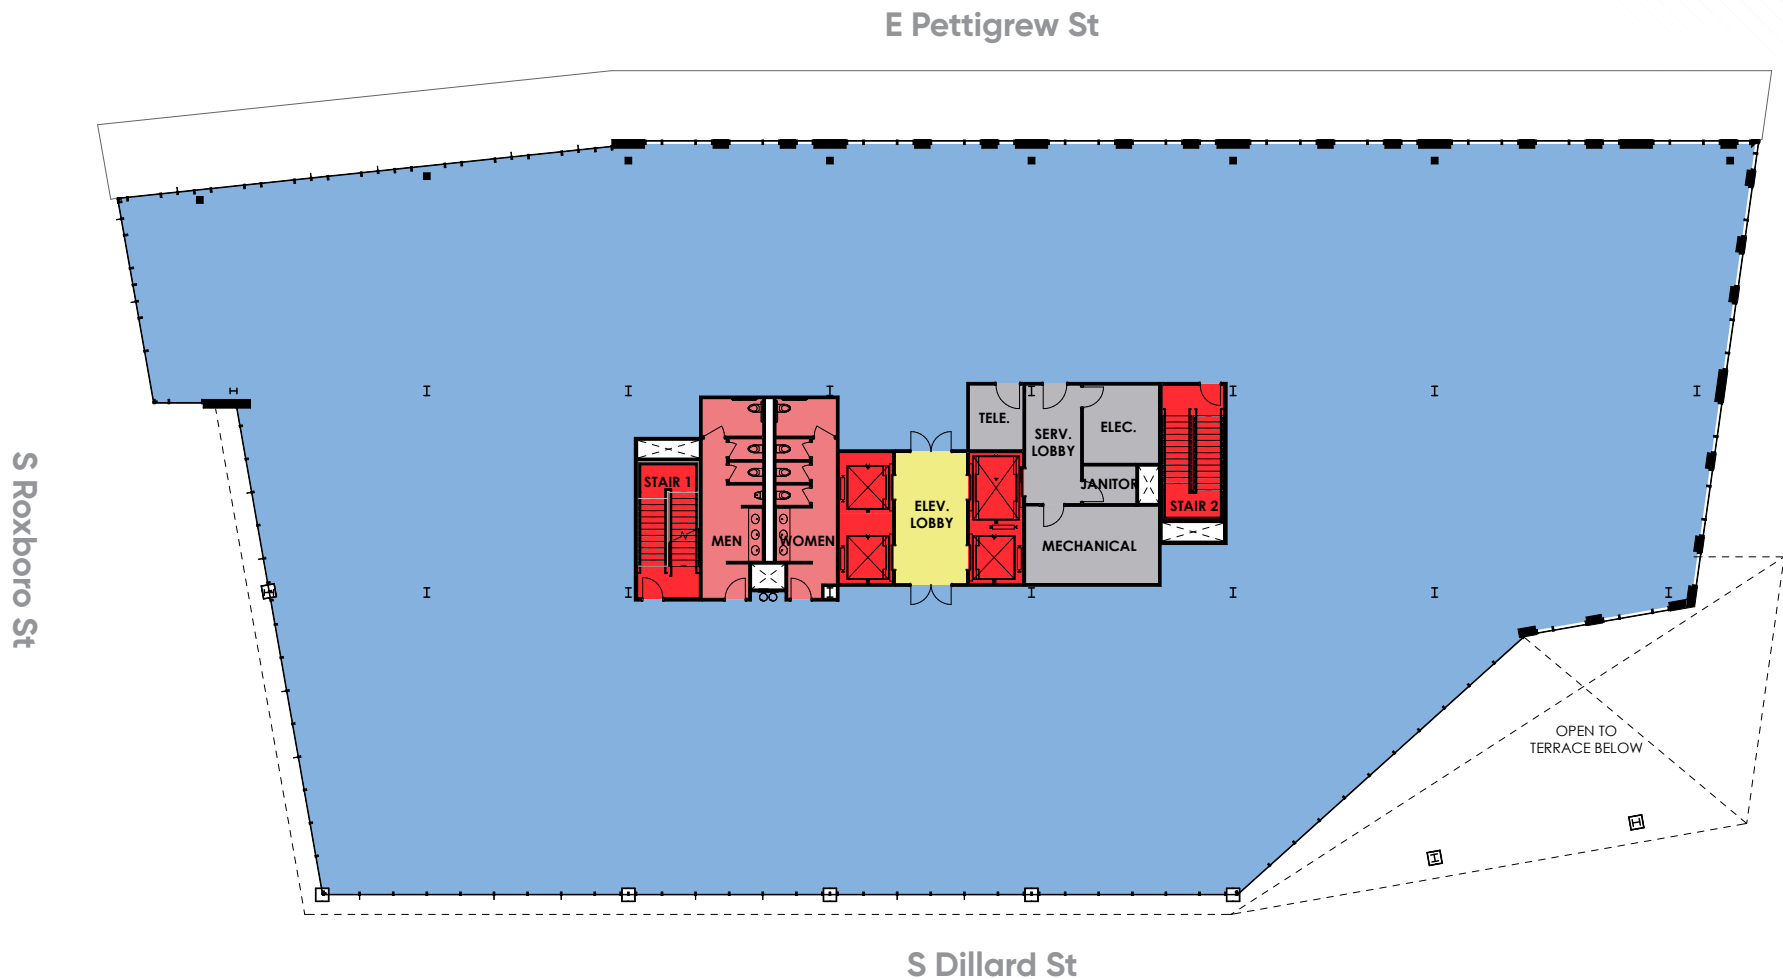 E Pettigrew St
S Roxboro St
TELE.
SERV.
LOBBY
ELEC.
STAIR 1
JANITOR
ELEV.
LOBBY
STAIR 2
MEN
WOMEN
MECHANICAL
OPEN TO
TERRACE BELOW
S Dillard St